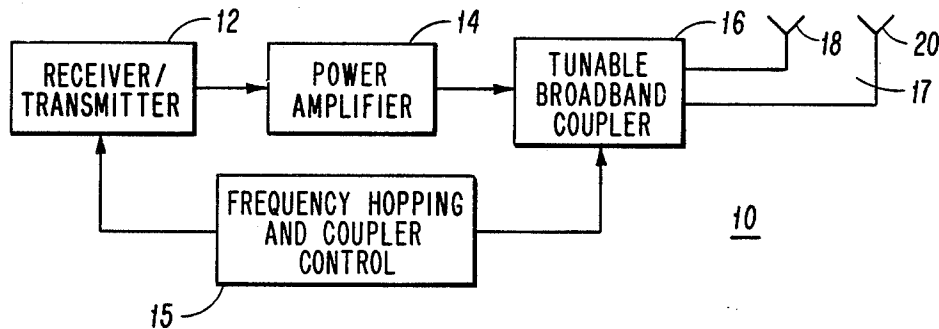 12
14
16
18
20
17
RECEIVER/
TRANSMITTER
POWER
AMPLIFIER
TUNABLE
BROADBAND
COUPLER
FREQUENCY HOPPING
AND COUPLER
CONTROL
10
15